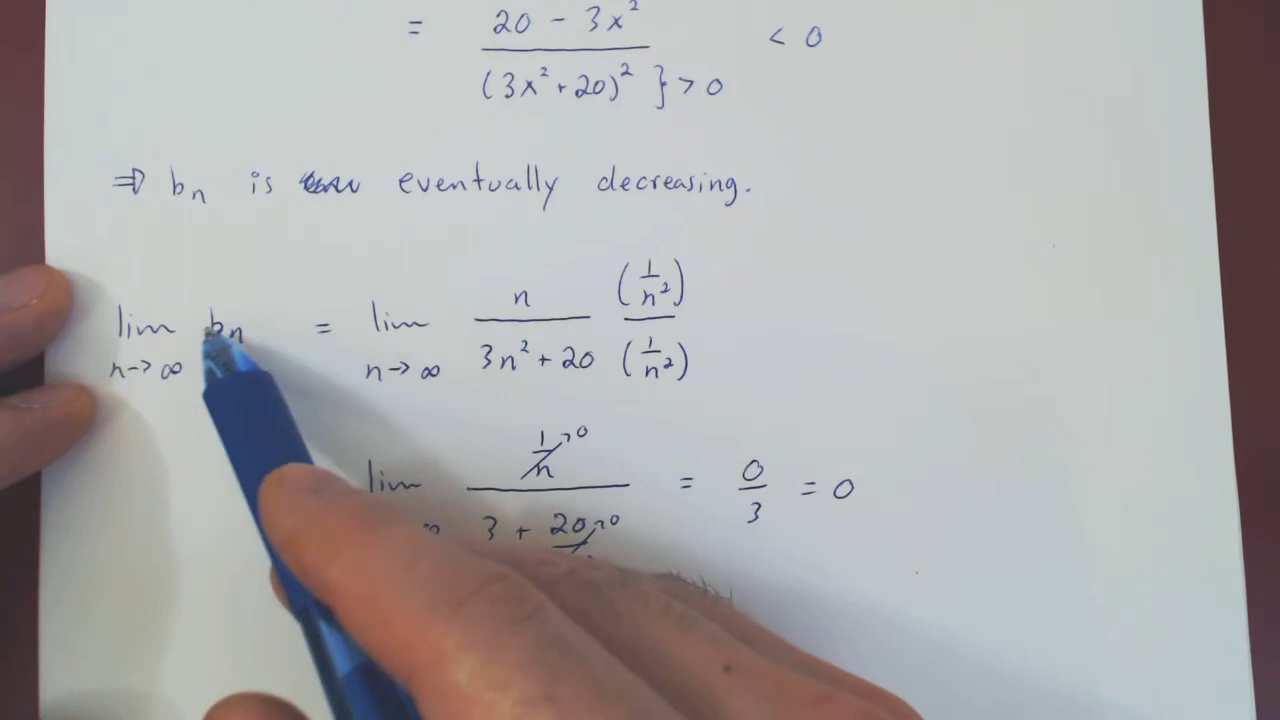 = 20 - 3x² / (3x² + 20)² } > 0 < 0
⇒ bn is eventually decreasing.
lim n→∞ bn = lim n→∞ n / 3n² + 20 (1/n²) / (1/n²)
lim ∞ 1/n →0 / 3 + 20 →0 = 0/3 = 0